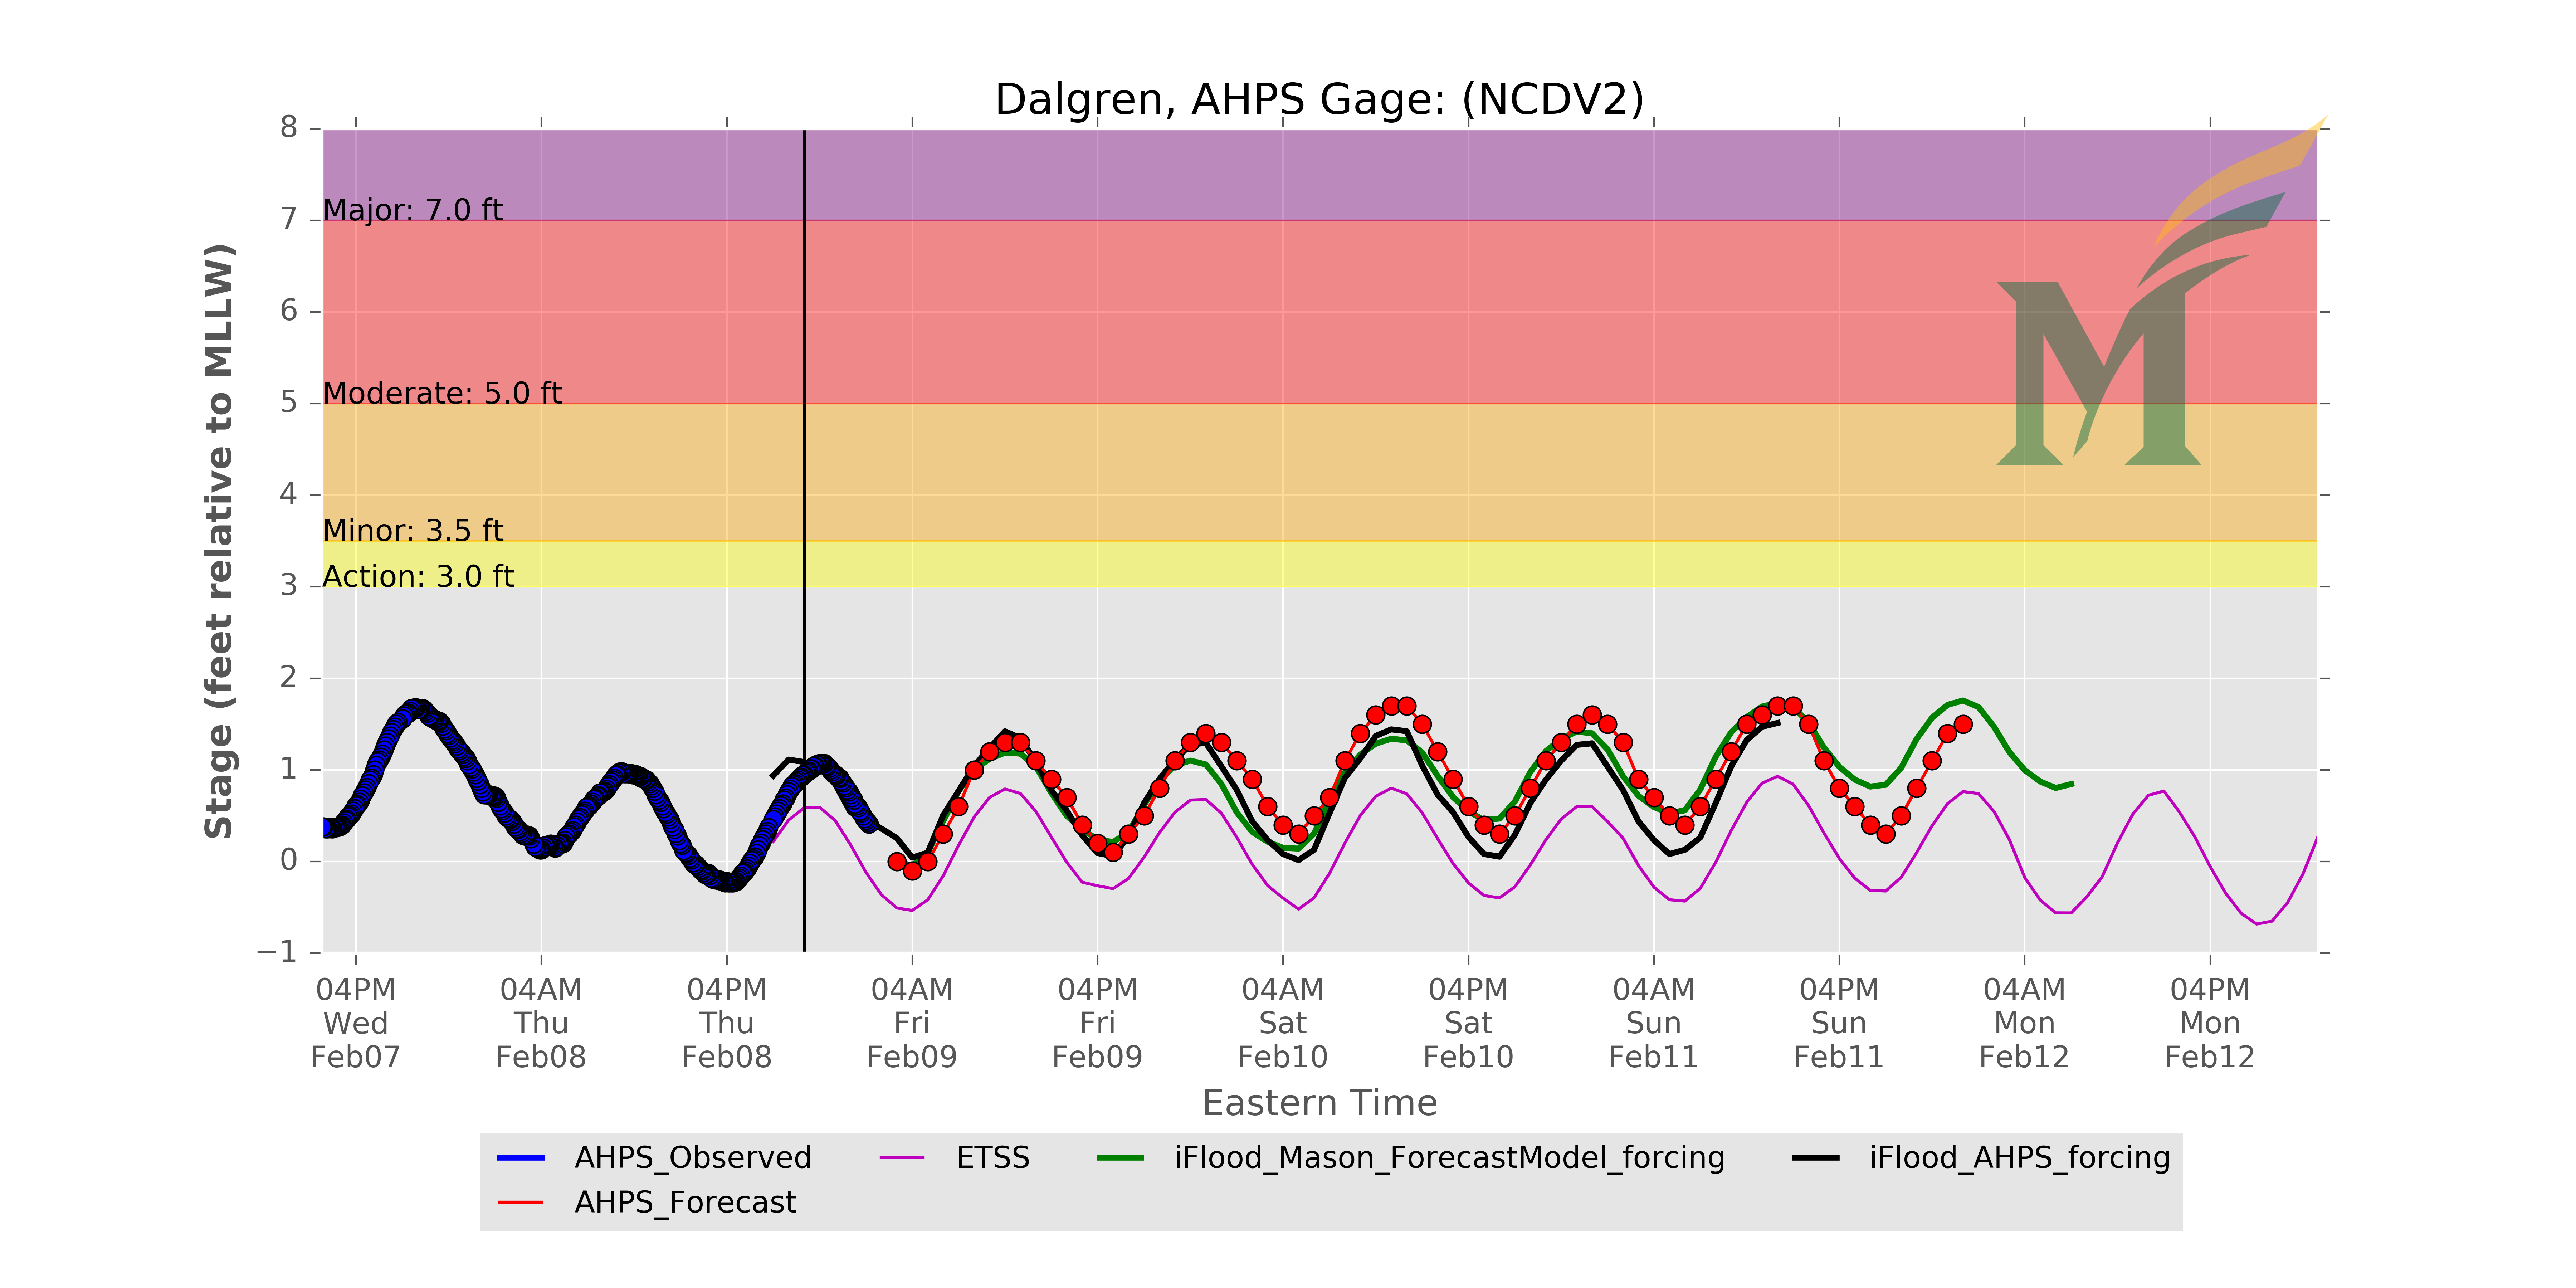 Dalgren, AHPS Gage: (NCDV2)
8
7
6
5
4
3
2
1
0
−1
Stage (feet relative to MLLW)
Major: 7.0 ft
Moderate: 5.0 ft
Minor: 3.5 ft
Action: 3.0 ft
M
04PM 04AM 04PM 04AM 04PM 04AM 04PM 04AM 04PM 04AM 04PM
Wed Thu Thu Fri Fri Sat Sat Sun Sun Mon Mon
Feb07 Feb08 Feb08 Feb09 Feb09 Feb10 Feb10 Feb11 Feb11 Feb12 Feb12
Eastern Time
AHPS_Observed ETSS iFlood_Mason_ForecastModel_forcing iFlood_AHPS_forcing
AHPS_Forecast